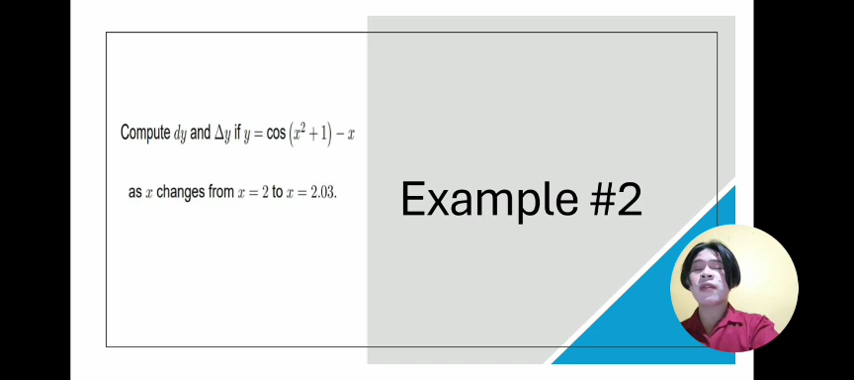 Compute dy and Δy if y = cos (x² + 1) − x
as x changes from x = 2 to x = 2.03.
Example #2